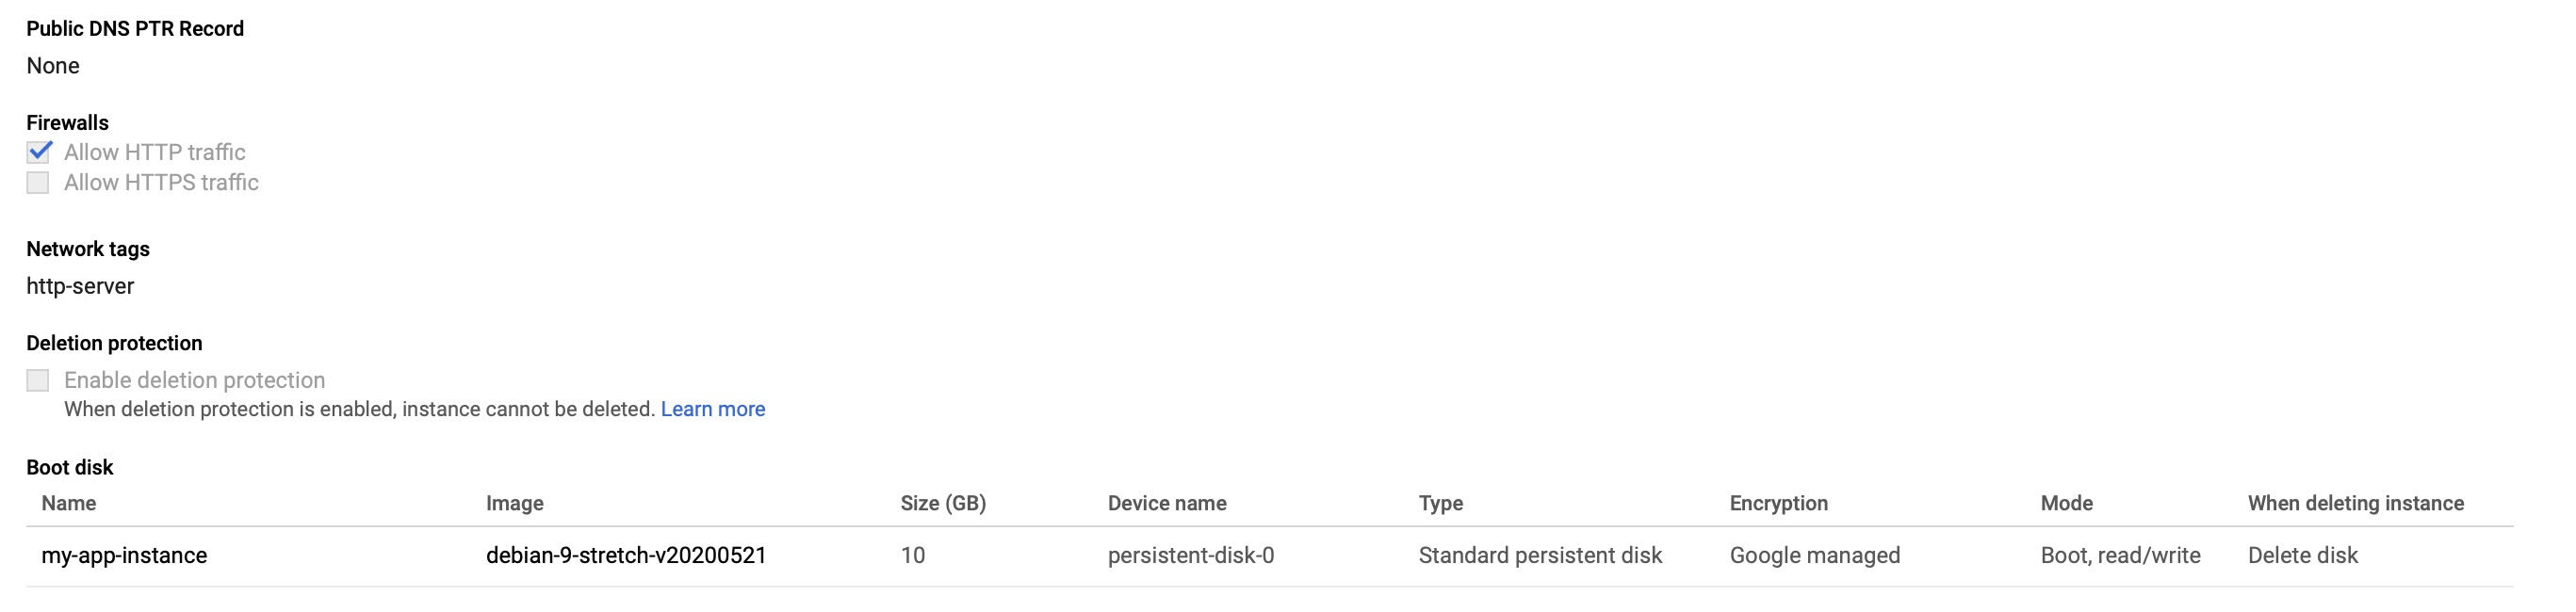 Public DNS PTR Record
None
Firewalls
Allow HTTP traffic
Allow HTTPS traffic
Network tags
http-server
Deletion protection
Enable deletion protection
When deletion protection is enabled, instance cannot be deleted. Learn more
Boot disk
Name Image Size (GB) Device name Type Encryption Mode When deleting instance
my-app-instance debian-9-stretch-v20200521 10 persistent-disk-0 Standard persistent disk Google managed Boot, read/write Delete disk